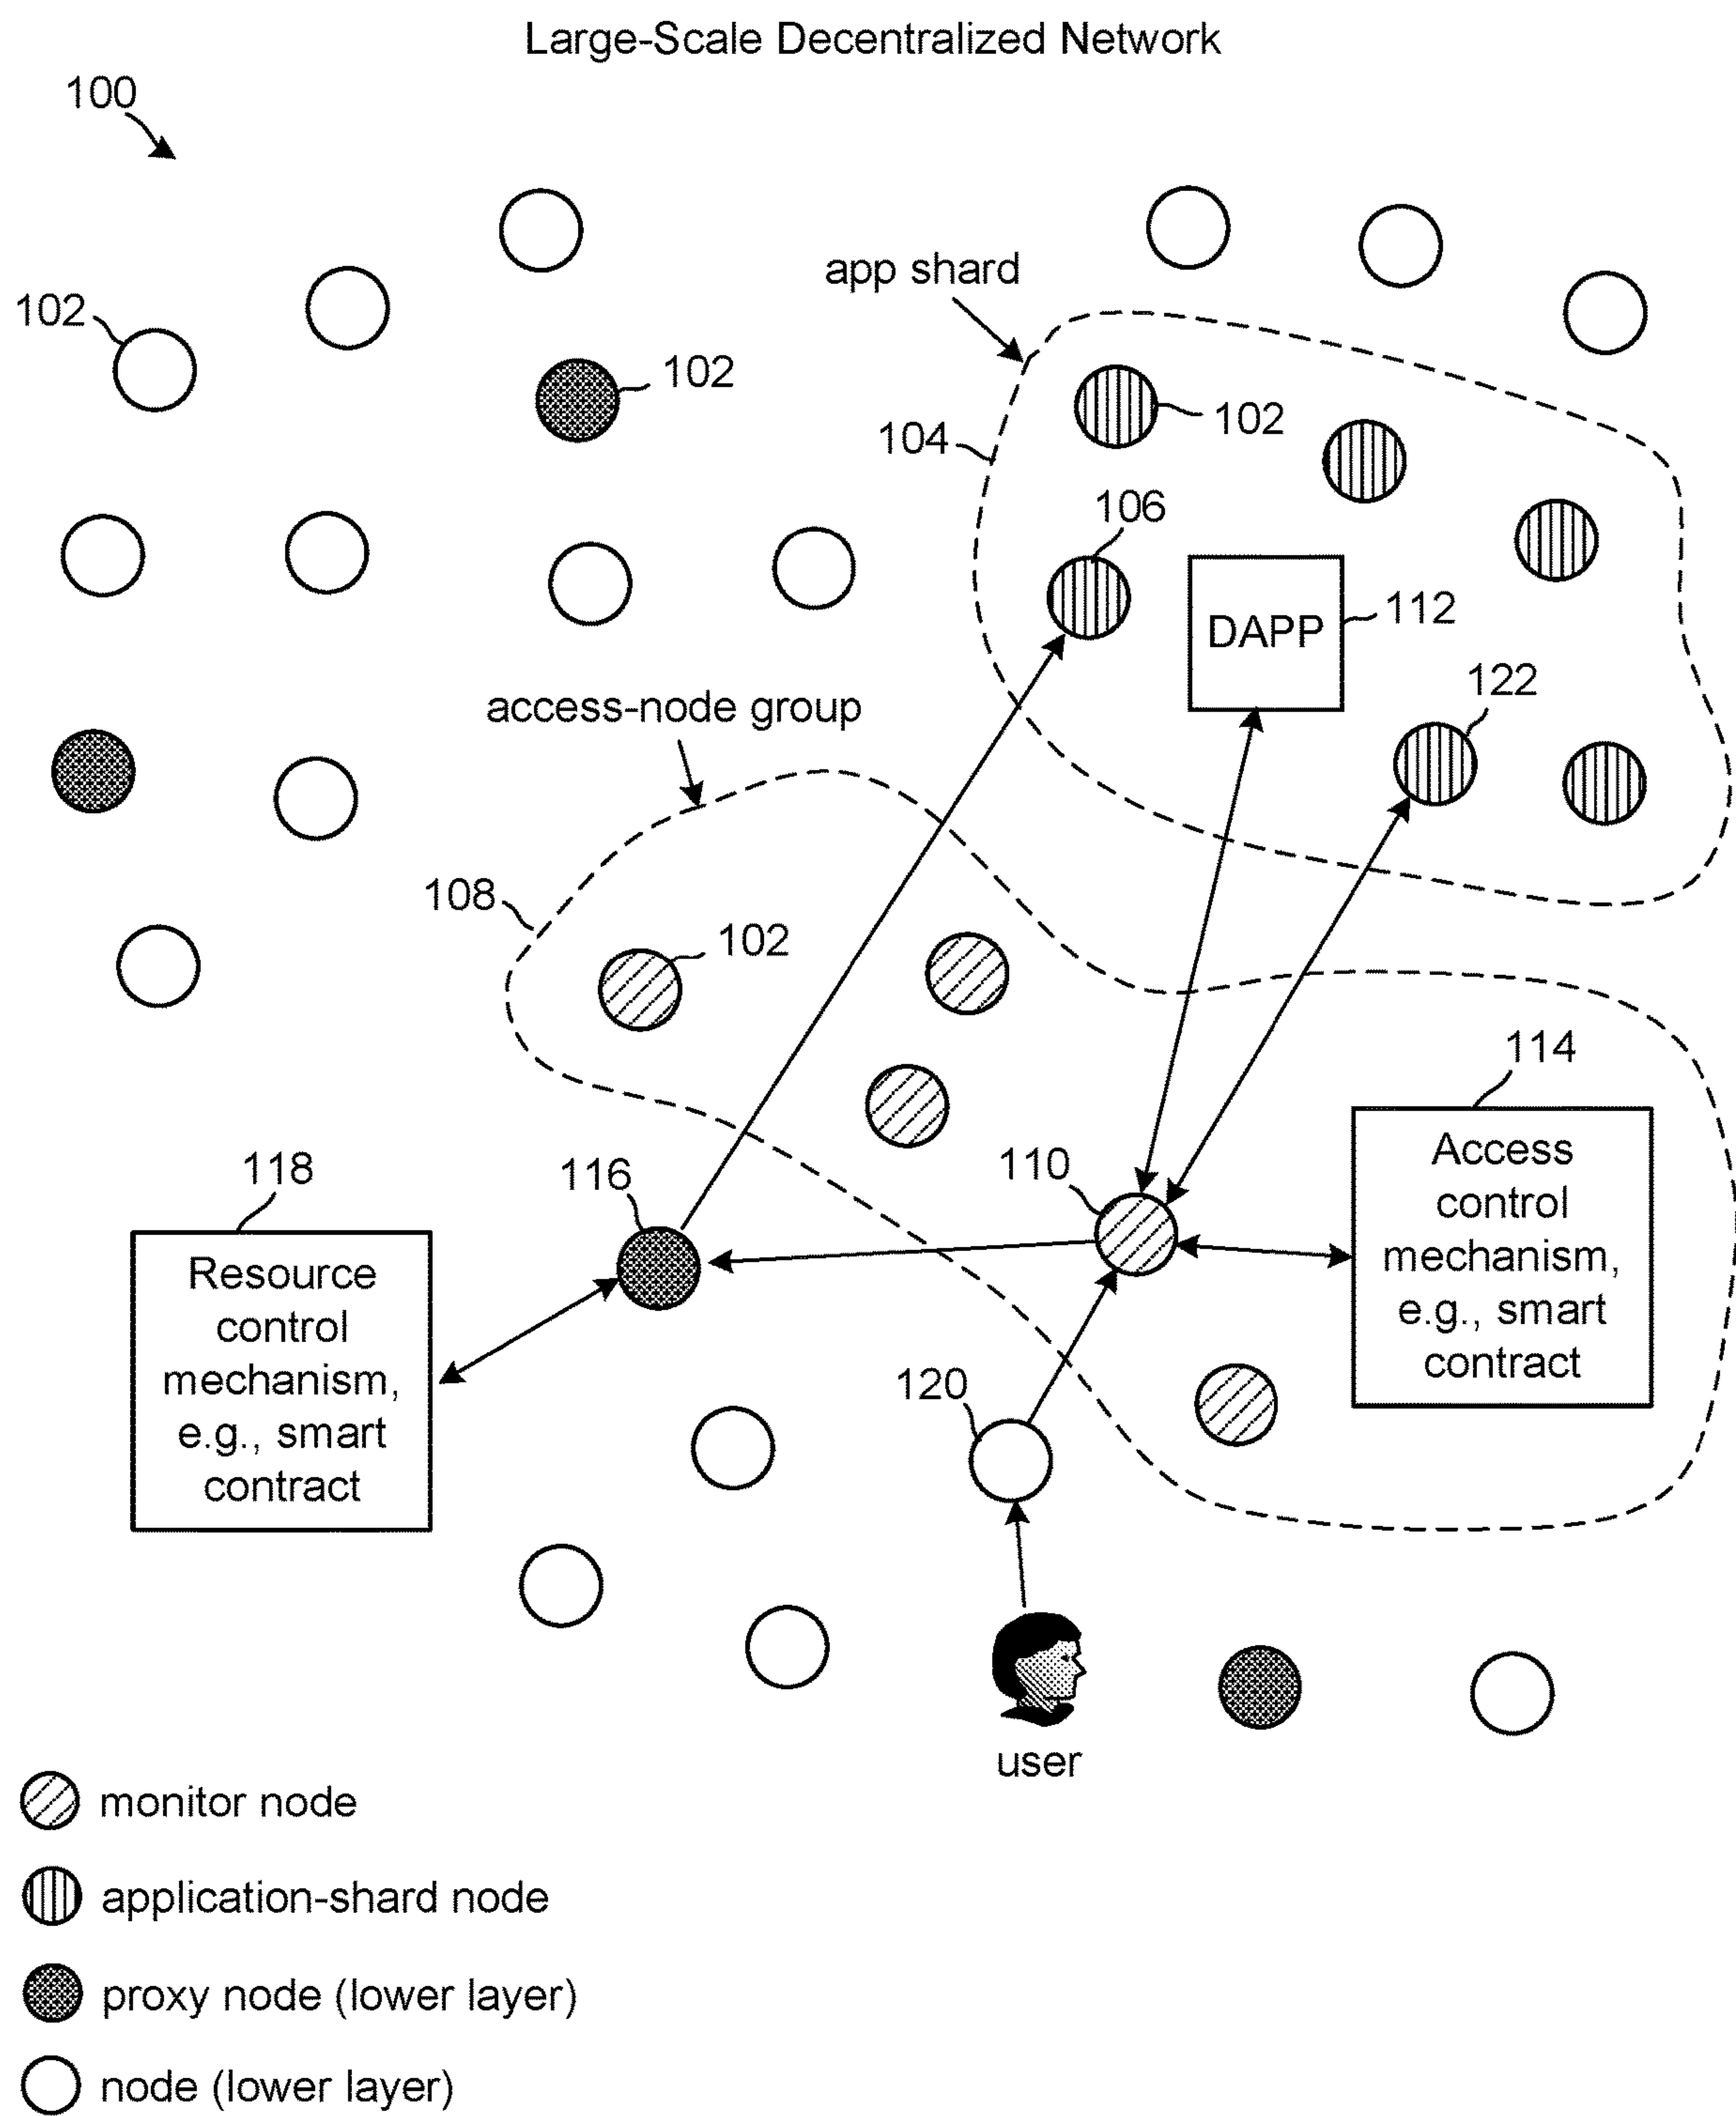 Large-Scale Decentralized Network
100
102
app shard
102
102
104
106
DAPP
112
122
access-node group
108
102
114
Access
control
mechanism,
e.g., smart
contract
110
116
118
Resource
control
mechanism,
e.g., smart
contract
120
user
monitor node
application-shard node
proxy node (lower layer)
node (lower layer)